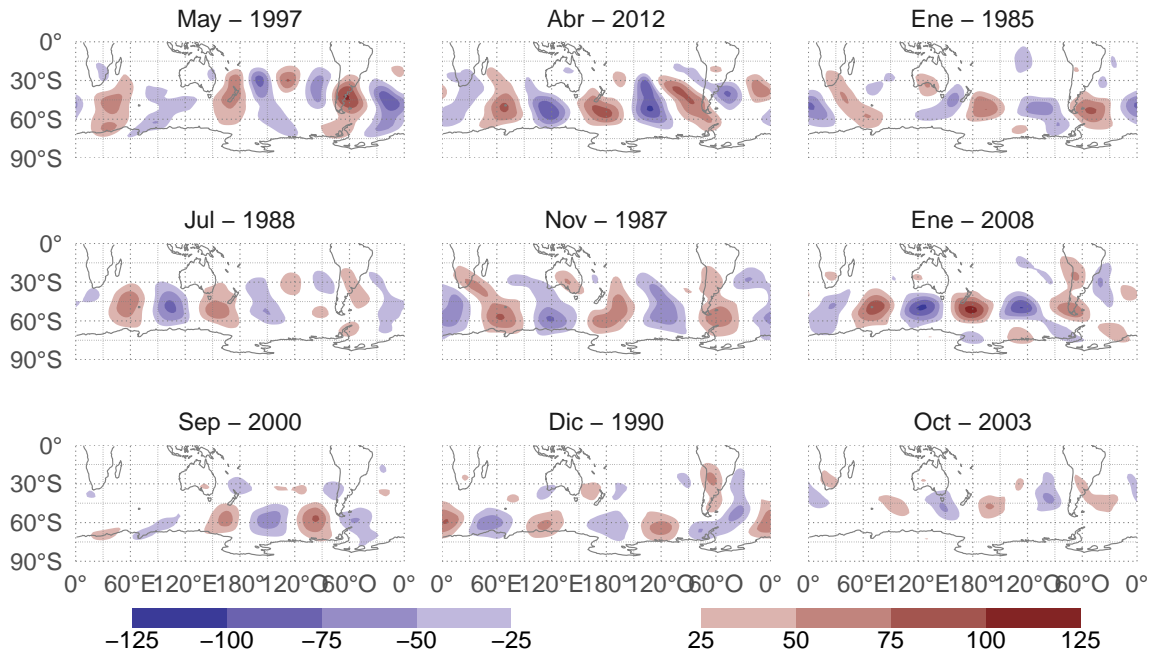 May – 1997 Abr – 2012 Ene – 1985
0°
30°S
60°S
90°S
Jul – 1988 Nov – 1987 Ene – 2008
0°
30°S
60°S
90°S
Sep – 2000 Dic – 1990 Oct – 2003
0°
30°S
60°S
90°S
0° 60°E 120°E 180° 120°O 60°O 0° 0° 60°E 120°E 180° 120°O 60°O 0° 0° 60°E 120°E 180° 120°O 60°O 0°
−125 −100 −75 −50 −25 25 50 75 100 125